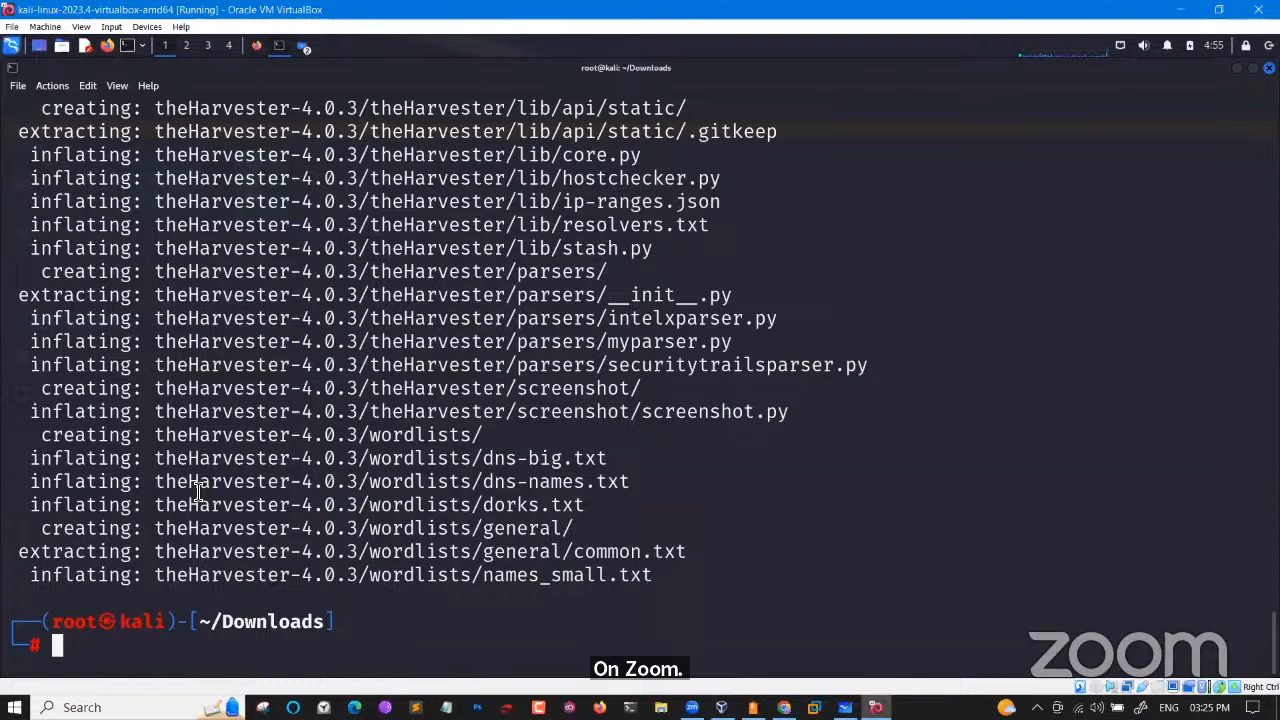 kali-linux-2023.4-virtualbox-amd64 [Running] - Oracle VM VirtualBox
File Machine View Input Devices Help
1 2 3 4 4:55
root@kali: ~/Downloads
File Actions Edit View Help
creating: theHarvester-4.0.3/theHarvester/lib/api/static/
extracting: theHarvester-4.0.3/theHarvester/lib/api/static/.gitkeep
inflating: theHarvester-4.0.3/theHarvester/lib/core.py
inflating: theHarvester-4.0.3/theHarvester/lib/hostchecker.py
inflating: theHarvester-4.0.3/theHarvester/lib/ip-ranges.json
inflating: theHarvester-4.0.3/theHarvester/lib/resolvers.txt
inflating: theHarvester-4.0.3/theHarvester/lib/stash.py
creating: theHarvester-4.0.3/theHarvester/parsers/
extracting: theHarvester-4.0.3/theHarvester/parsers/__init__.py
inflating: theHarvester-4.0.3/theHarvester/parsers/intelxparser.py
inflating: theHarvester-4.0.3/theHarvester/parsers/myparser.py
inflating: theHarvester-4.0.3/theHarvester/parsers/securitytrailsparser.py
creating: theHarvester-4.0.3/theHarvester/screenshot/
inflating: theHarvester-4.0.3/theHarvester/screenshot/screenshot.py
creating: theHarvester-4.0.3/wordlists/
inflating: theHarvester-4.0.3/wordlists/dns-big.txt
inflating: theHarvester-4.0.3/wordlists/dns-names.txt
inflating: theHarvester-4.0.3/wordlists/dorks.txt
creating: theHarvester-4.0.3/wordlists/general/
extracting: theHarvester-4.0.3/wordlists/general/common.txt
inflating: theHarvester-4.0.3/wordlists/names_small.txt
(root㉿kali)-[~/Downloads]
#
On Zoom.
zoom
Right Ctrl
Search
ENG 03:25 PM